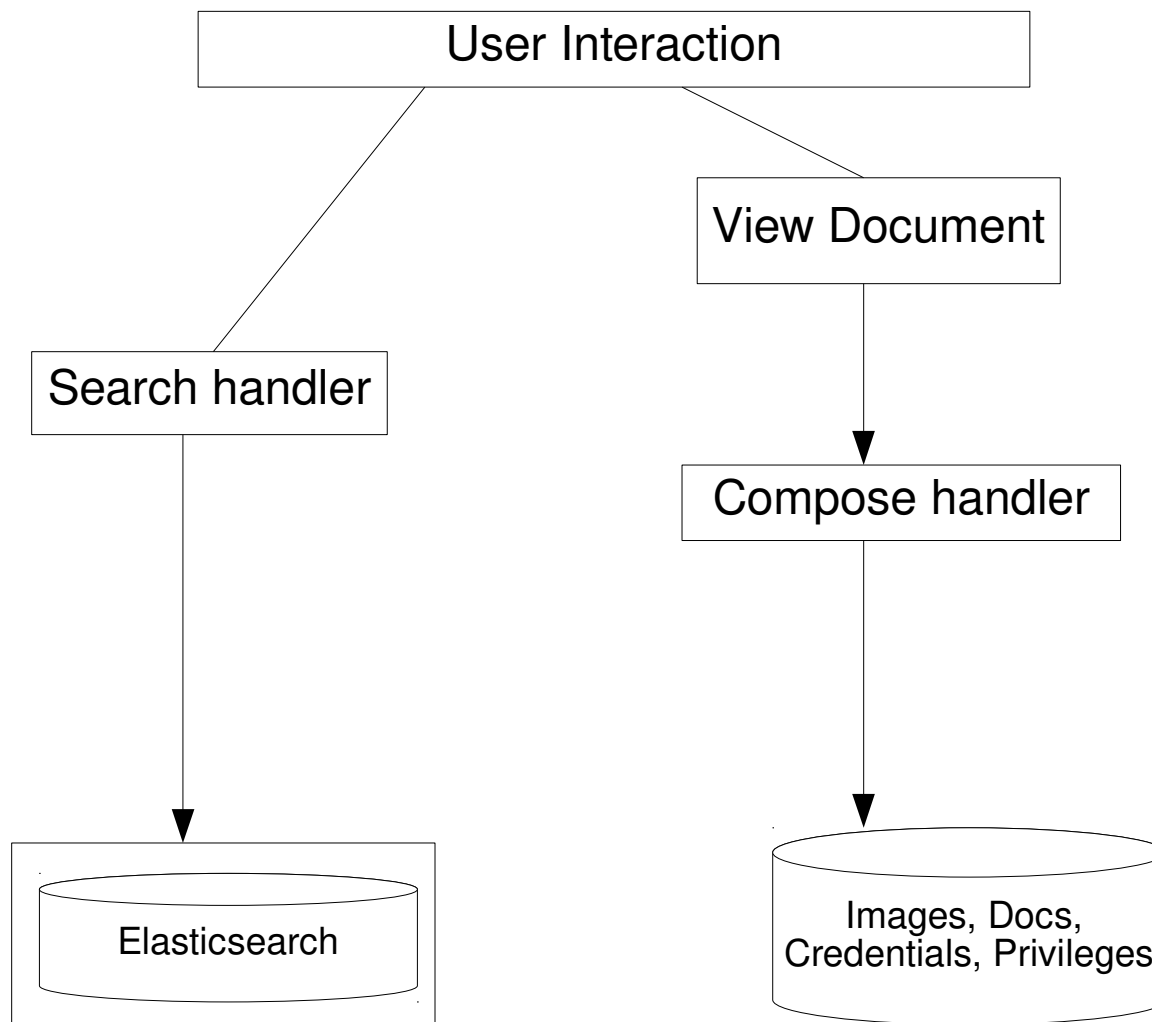 User Interaction
View Document
Search handler
Compose handler
Elasticsearch
Images, Docs,
Credentials, Privileges